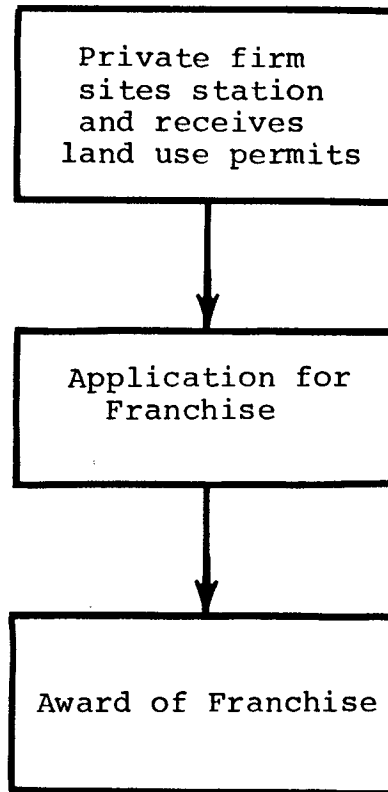 Private firm
sites station
and receives
land use permits
Application for
Franchise
Award of Franchise